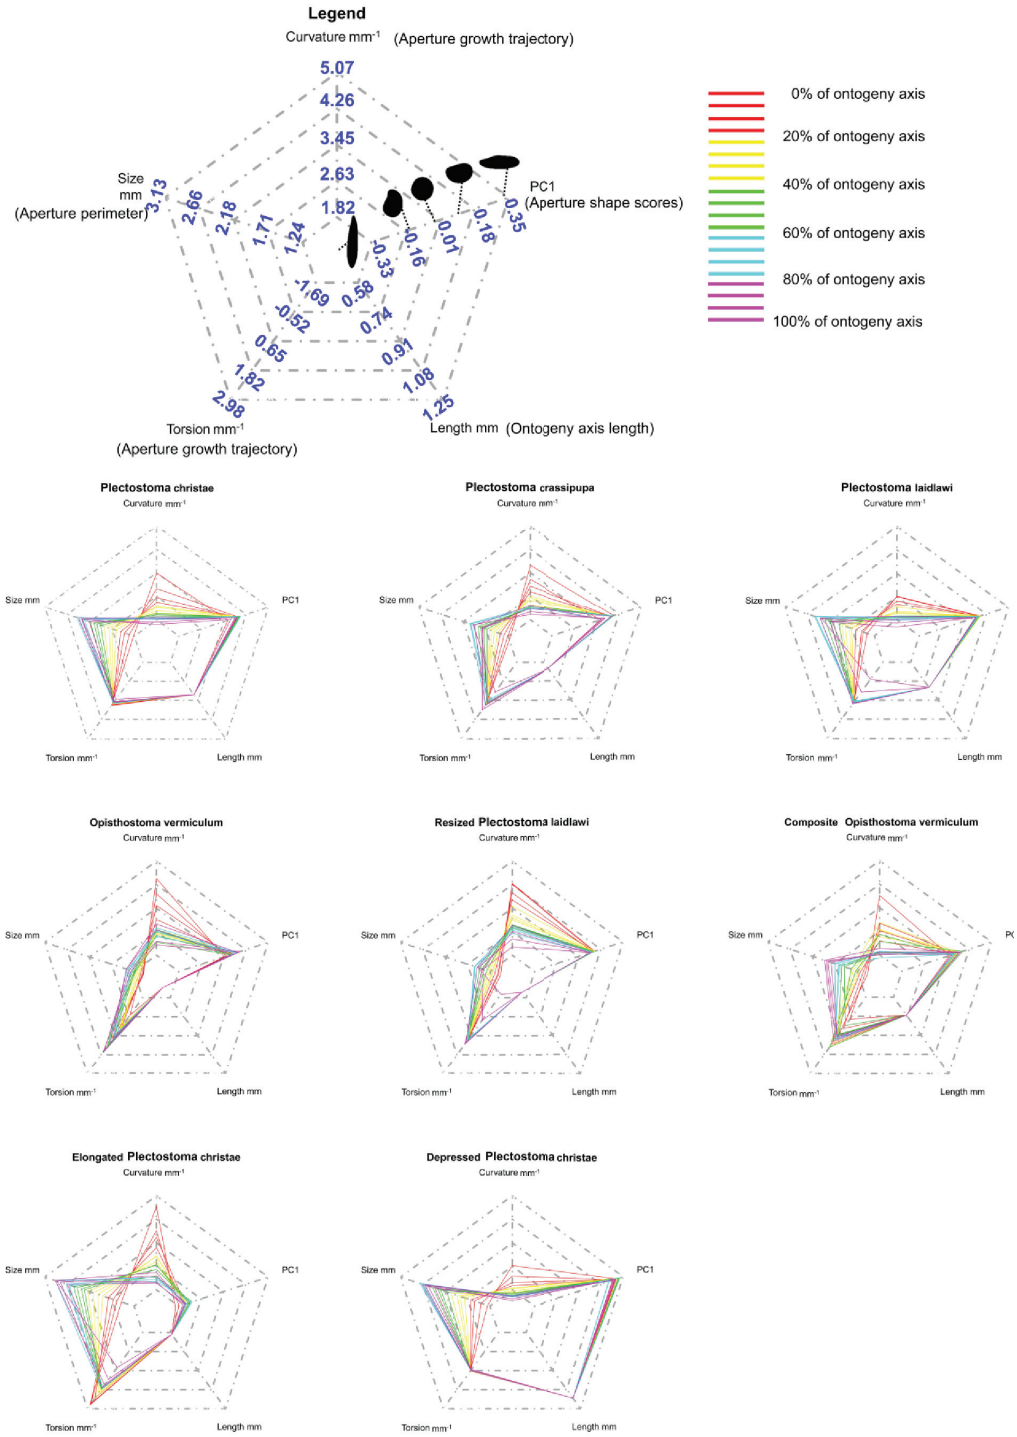 Legend
Curvature mm-1 (Aperture growth trajectory)
5.07
4.26
3.45
2.63
1.82
Size
mm
(Aperture perimeter)
3.13
2.66
2.18
1.71
1.24
PC1
(Aperture shape scores)
-0.33
-0.16
-0.01
0.18
0.35
-1.69
-0.52
0.65
1.82
2.98
0.58
0.74
0.91
1.08
1.25
Torsion mm-1
(Aperture growth trajectory)
Length mm (Ontogeny axis length)
0% of ontogeny axis
20% of ontogeny axis
40% of ontogeny axis
60% of ontogeny axis
80% of ontogeny axis
100% of ontogeny axis
Plectostoma christae
Curvature mm-1
Size mm
PC1
Torsion mm-1
Length mm
Plectostoma crassipupa
Curvature mm-1
Size mm
PC1
Torsion mm-1
Length mm
Plectostoma laidlawi
Curvature mm-1
Size mm
PC1
Torsion mm-1
Length mm
Opisthostoma vermiculum
Curvature mm-1
Size mm
PC1
Torsion mm-1
Length mm
Resized Plectostoma laidlawi
Curvature mm-1
Size mm
PC1
Torsion mm-1
Length mm
Composite Opisthostoma vermiculum
Curvature mm-1
Size mm
PC
Torsion mm-1
Length mm
Elongated Plectostoma christae
Curvature mm-1
Size mm
PC1
Torsion mm-1
Length mm
Depressed Plectostoma christae
Curvature mm-1
Size mm
PC1
Torsion mm-1
Length mm